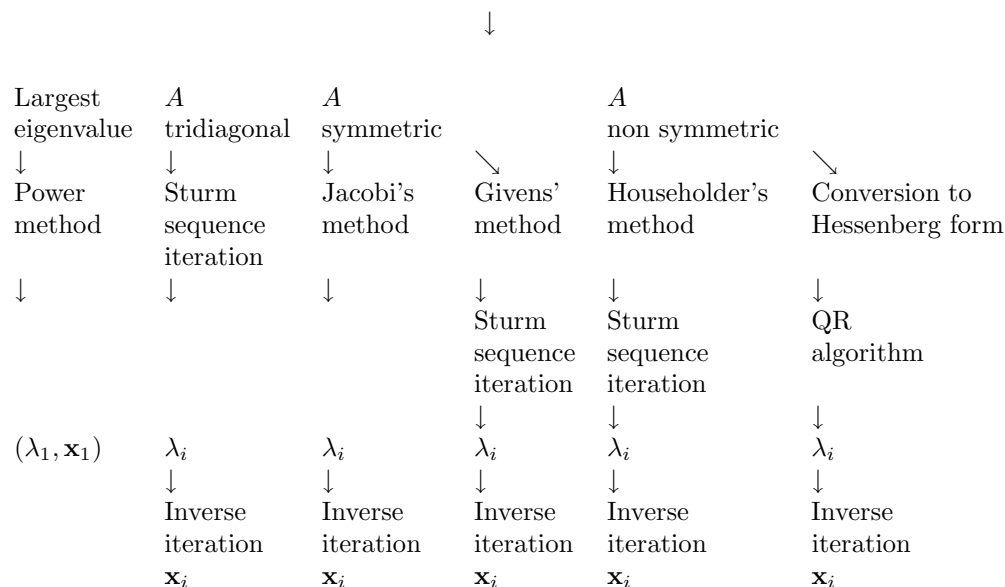 ↓
Largest A A A
eigenvalue tridiagonal symmetric non symmetric
↓ ↓ ↓ ↘ ↓ ↘
Power Sturm Jacobi's Givens' Householder's Conversion to
method sequence method method method Hessenberg form
iteration
↓ ↓ ↓ ↓ ↓ ↓
Sturm Sturm QR
sequence sequence algorithm
iteration iteration
↓ ↓ ↓
(λ₁, x₁) λᵢ λᵢ λᵢ λᵢ λᵢ
↓ ↓ ↓ ↓ ↓
Inverse Inverse Inverse Inverse Inverse
iteration iteration iteration iteration iteration
xᵢ xᵢ xᵢ xᵢ xᵢ